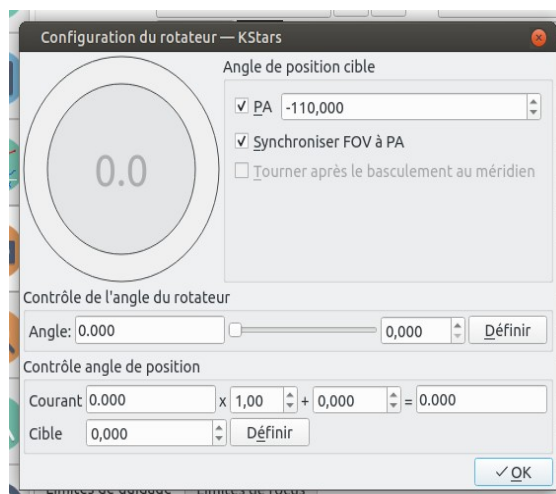 Configuration du rotateur — KStars
Angle de position cible
PA -110,000
Synchroniser FOV à PA
Tourner après le basculement au méridien
0.0
Contrôle de l'angle du rotateur
Angle: 0.000 0,000 Définir
Contrôle angle de position
Courant 0.000 x 1,00 + 0,000 = 0.000
Cible 0,000 Définir
OK